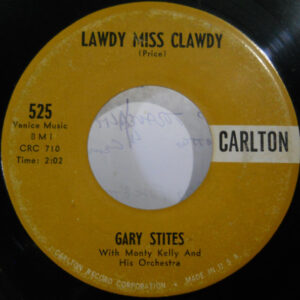 LAWDY MISS CLAWDY
(Price)
525
Venice Music
BMI
CRC 710
Time: 2:02
CARLTON
GARY STITES
With Monty Kelly And
His Orchestra
CARLTON RECORD CORPORATION • MADE IN U.S.A.